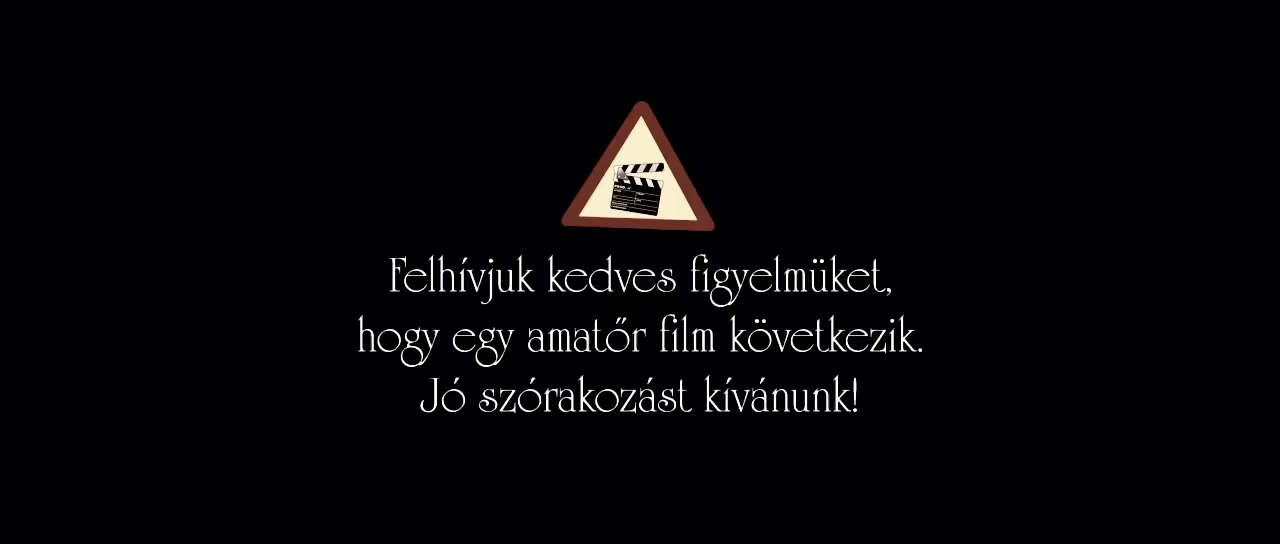 Felhívjuk kedves figyelmüket,
hogy egy amatőr film következik.
Jó szórakozást kívánunk!